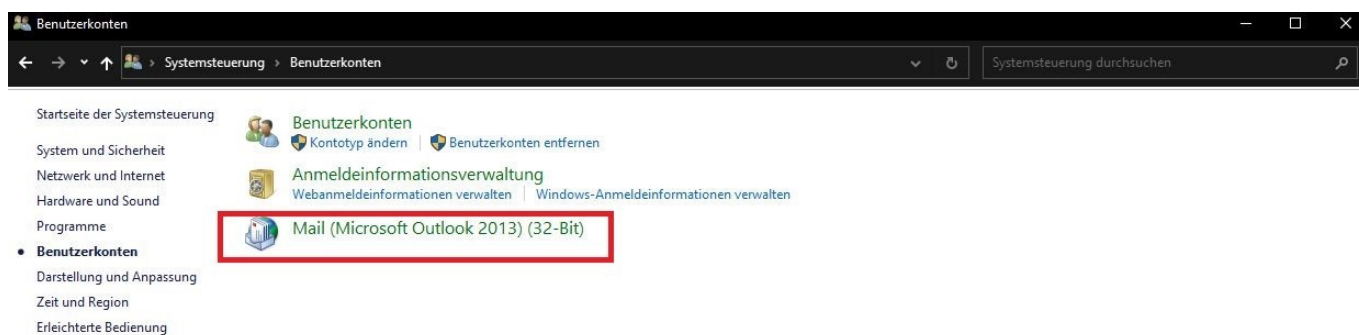 Benutzerkonten
Systemsteuerung > Benutzerkonten
Systemsteuerung durchsuchen
Startseite der Systemsteuerung
System und Sicherheit
Netzwerk und Internet
Hardware und Sound
Programme
Benutzerkonten
Darstellung und Anpassung
Zeit und Region
Erleichterte Bedienung
Benutzerkonten
Kontotyp ändern
Benutzerkonten entfernen
Anmeldeinformationsverwaltung
Webanmeldeinformationen verwalten
Windows-Anmeldeinformationen verwalten
Mail (Microsoft Outlook 2013) (32-Bit)